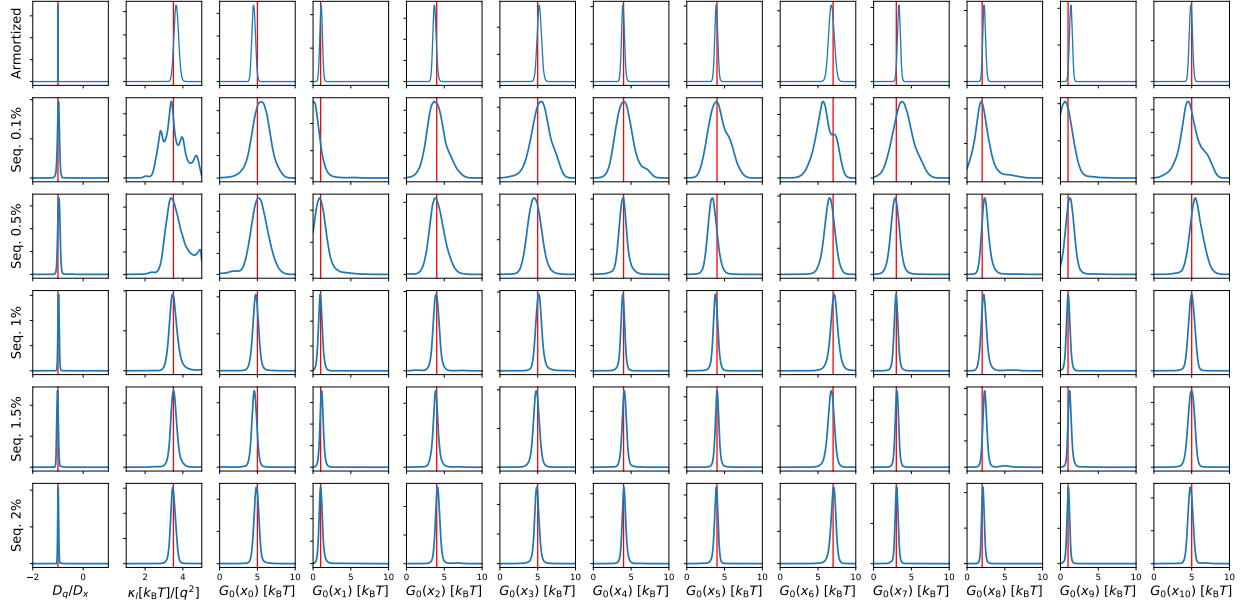 Armortized
Seq. 0.1%
Seq. 0.5%
Seq. 1%
Seq. 1.5%
Seq. 2%
−2 0 2 4 0 5 10 0 5 10 0 5 10 0 5 10 0 5 10 0 5 10 0 5 10 0 5 10 0 5 10 0 5 10 0 5 10
D_q/D_x κ_l[k_BT]/[q²] G_0(x_0) [k_BT] G_0(x_1) [k_BT] G_0(x_2) [k_BT] G_0(x_3) [k_BT] G_0(x_4) [k_BT] G_0(x_5) [k_BT] G_0(x_6) [k_BT] G_0(x_7) [k_BT] G_0(x_8) [k_BT] G_0(x_9) [k_BT] G_0(x_10) [k_BT]